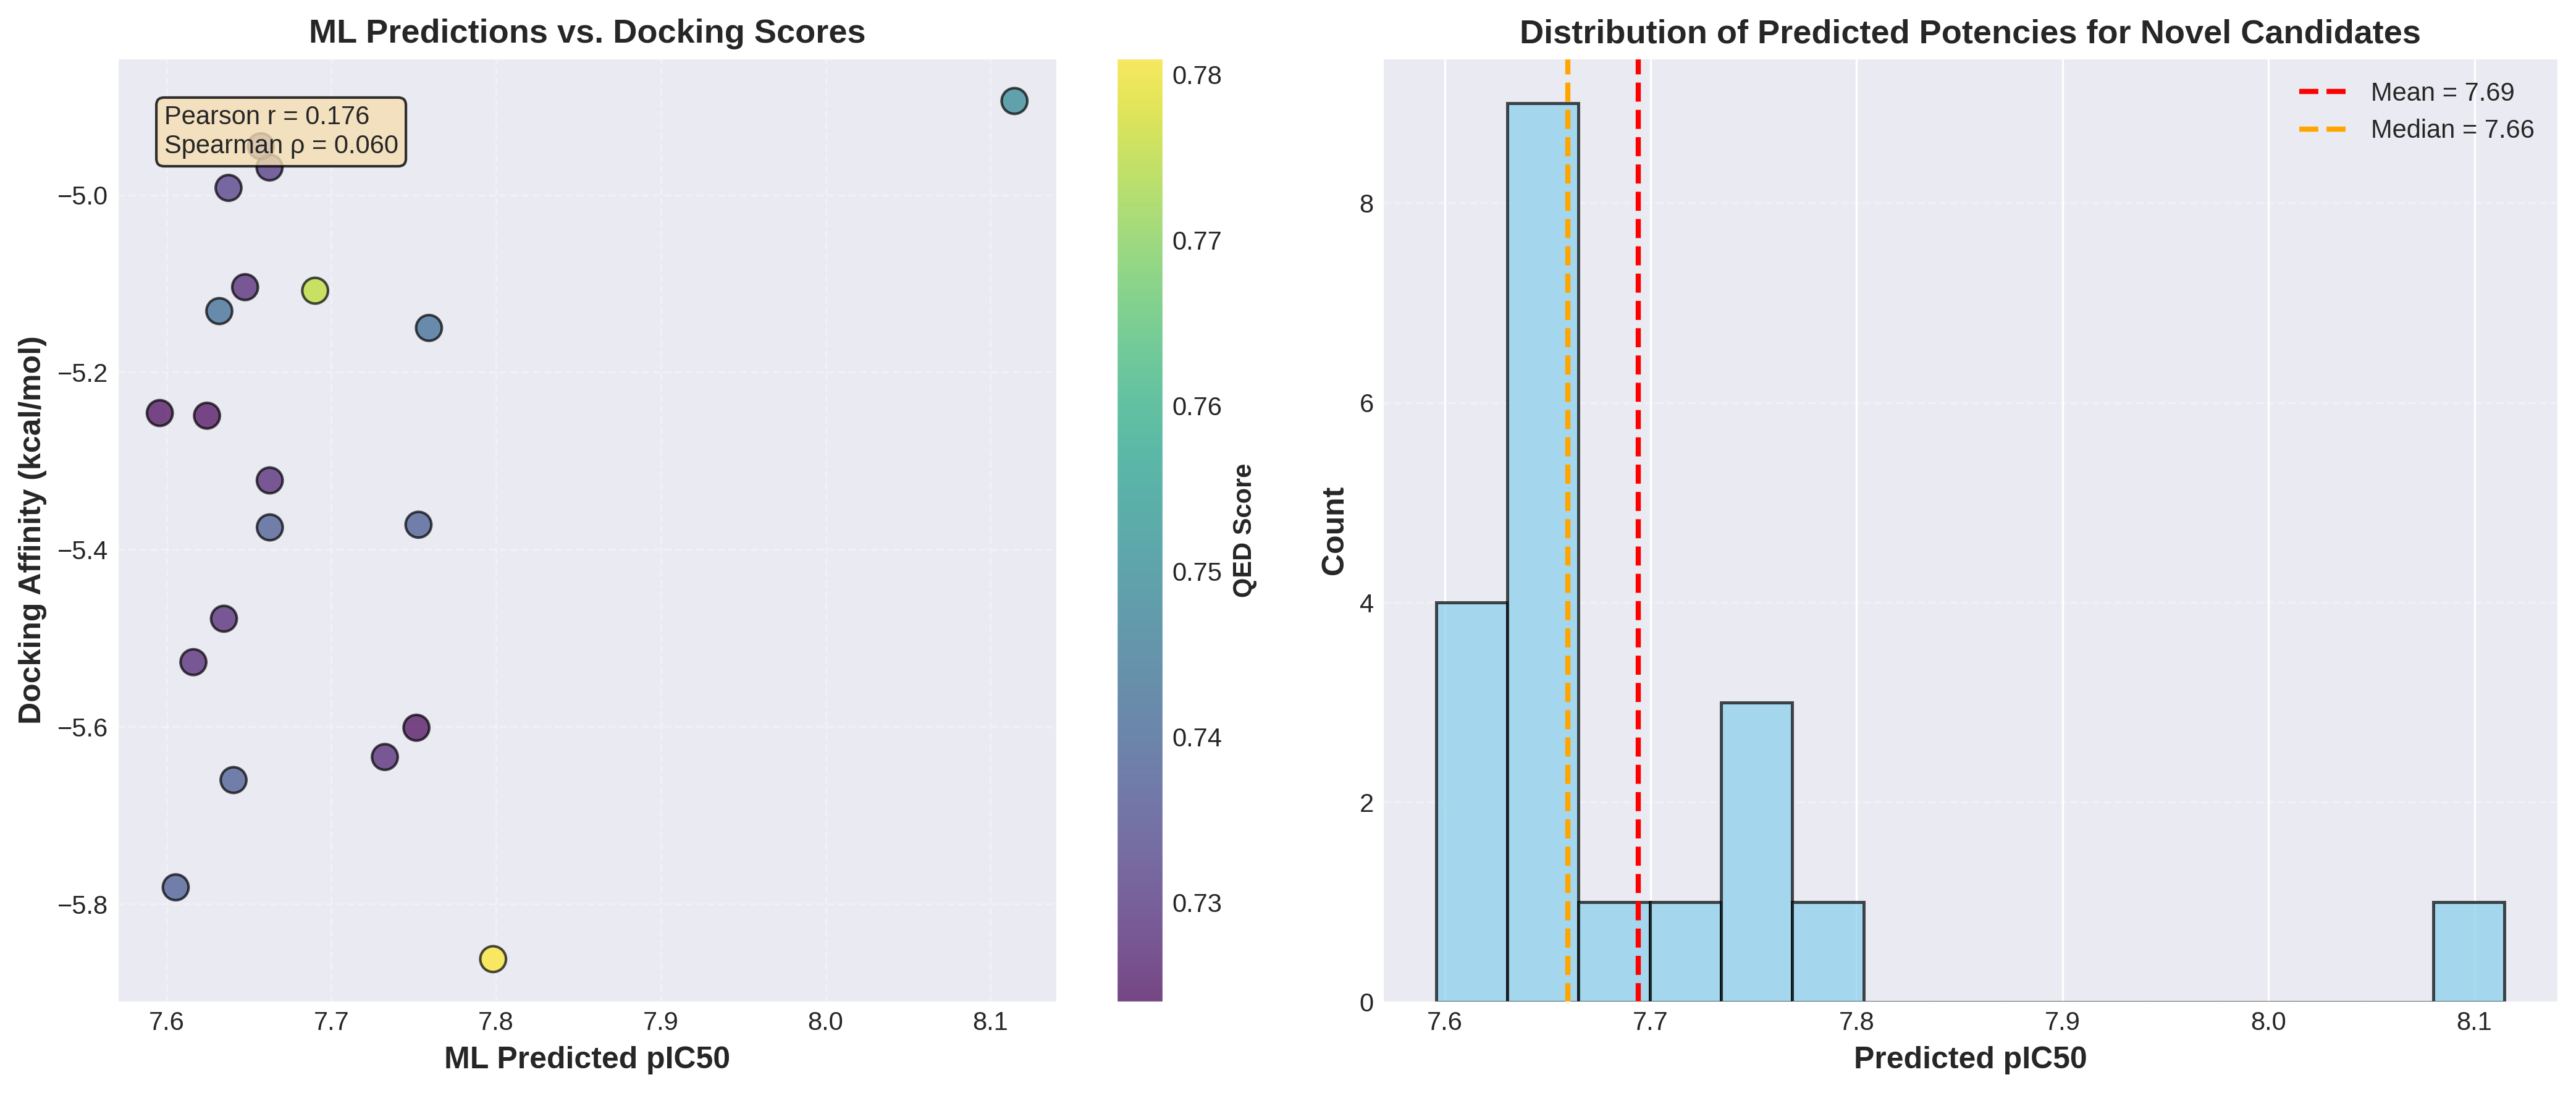 ML Predictions vs. Docking Scores
Pearson r = 0.176
Spearman ρ = 0.060
Docking Affinity (kcal/mol)
−5.0
−5.2
−5.4
−5.6
−5.8
7.6
7.7
7.8
7.9
8.0
8.1
ML Predicted pIC50
0.78
0.77
0.76
0.75
0.74
0.73
QED Score
Distribution of Predicted Potencies for Novel Candidates
Mean = 7.69
Median = 7.66
Count
8
6
4
2
0
7.6
7.7
7.8
7.9
8.0
8.1
Predicted pIC50